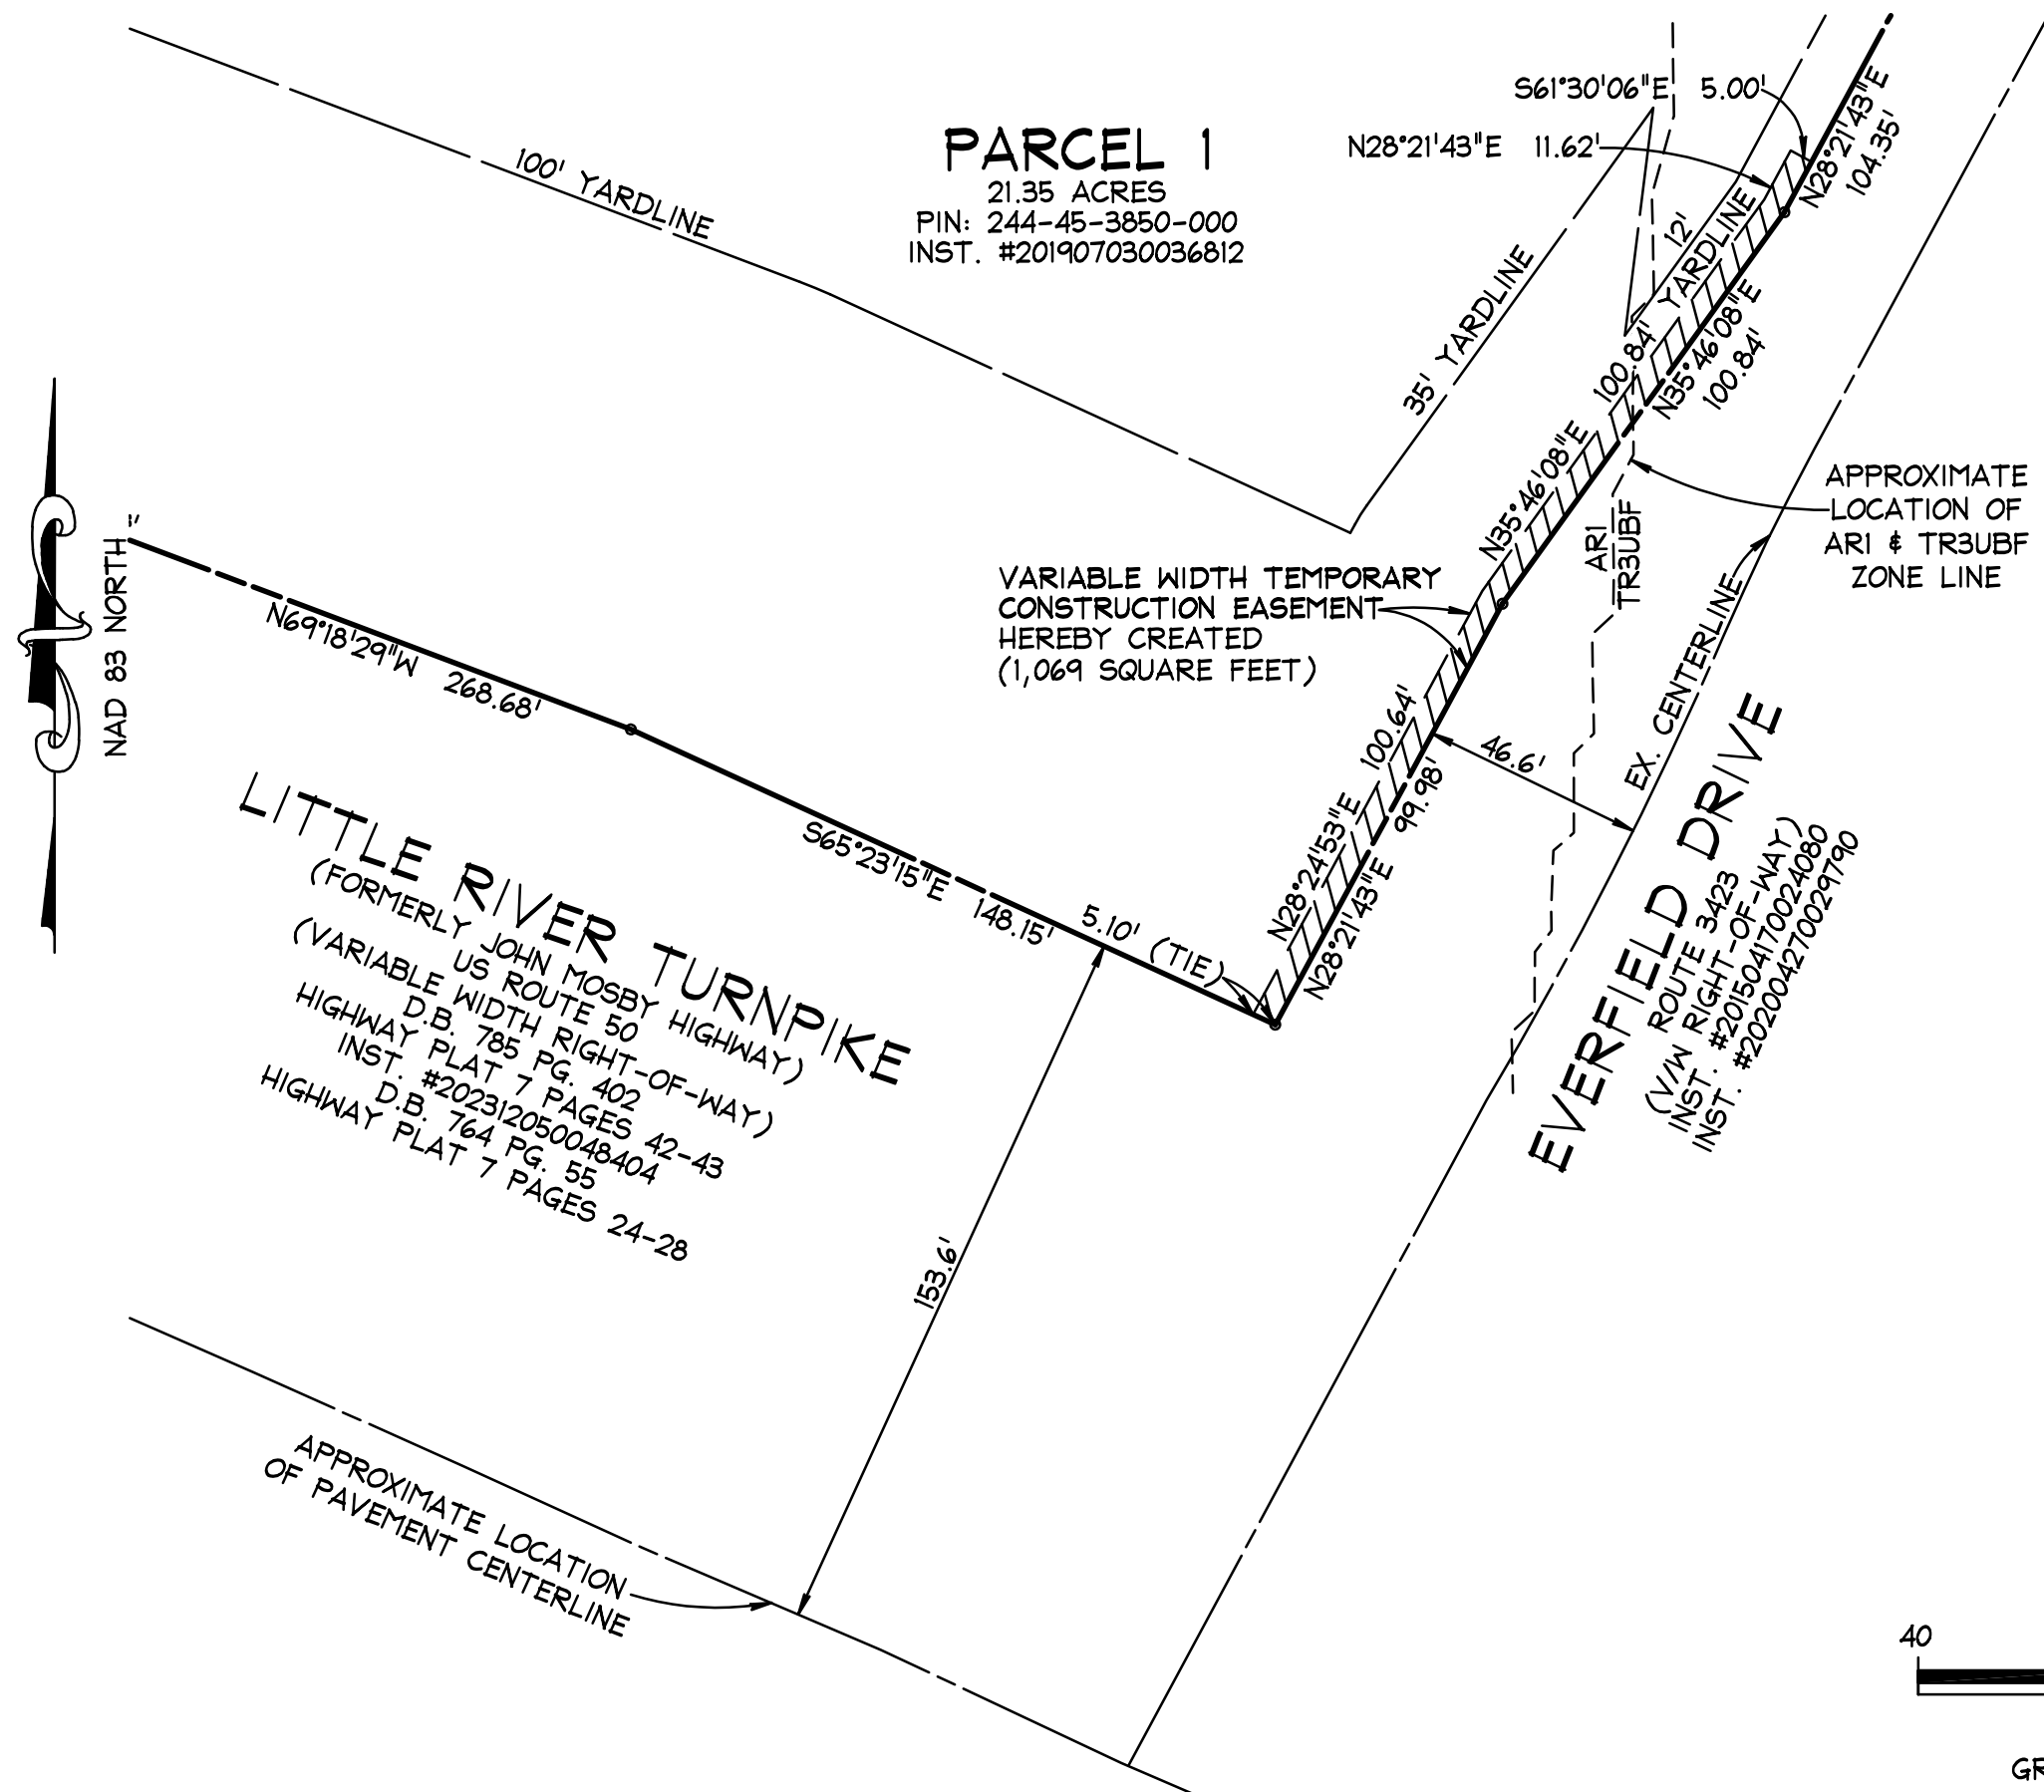 S61°30'06"E 5.00'
N28°21'43"E 11.62'
N28°21'43"E
104.35'
PARCEL 1
21.35 ACRES
PIN: 244-45-3850-000
INST. #201907030036812
100' YARDLINE
35' YARDLINE
12' YARDLINE
N35°46'08"E 100.84'
N35°46'08"E
100.84'
APPROXIMATE
LOCATION OF
AR1 & TR3UBF
ZONE LINE
AR1
TR3UBF
VARIABLE WIDTH TEMPORARY
CONSTRUCTION EASEMENT
HEREBY CREATED
(1,069 SQUARE FEET)
NAD 83 NORTH
N69°18'29"W 268.68'
S65°23'15"E 148.15'
5.10' (TIE)
N28°24'53"E 100.64'
N28°21'43"E 99.98'
46.6'
EX. CENTERLINE
EVERFIELD DRIVE
ROUTE 3423
(V/W RIGHT-OF-WAY)
INST. #201504170024080
INST. #202004270029790
LITTLE RIVER TURNPIKE
(FORMERLY JOHN MOSBY HIGHWAY)
US ROUTE 50
(VARIABLE WIDTH RIGHT-OF-WAY)
D.B. 785 PG. 402
HIGHWAY PLAT 7 PAGES 42-43
INST. #202312050048404
D.B. 764 PG. 55
HIGHWAY PLAT 7 PAGES 24-28
153.6'
APPROXIMATE LOCATION
OF PAVEMENT CENTERLINE
40